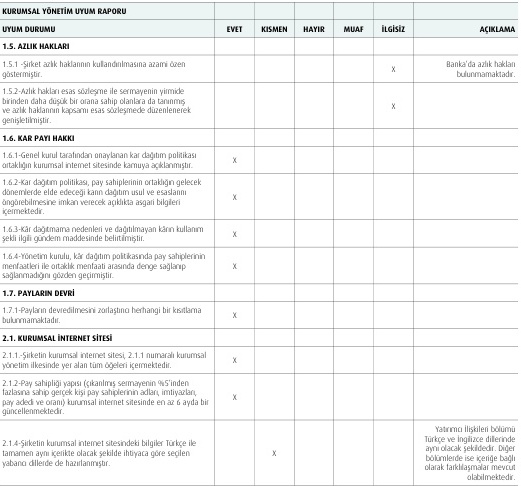 KURUMSAL YÖNETİM UYUM RAPORU
UYUM DURUMU EVET KISMEN HAYIR MUAF İLGİSİZ AÇIKLAMA
1.5. AZLIK HAKLARI
1.5.1 -Şirket azlık haklarının kullandırılmasına azami özen
göstermiştir.
X
Banka'da azlık hakları
bulunmamaktadır.
1.5.2-Azlık hakları esas sözleşme ile sermayenin yirmide
birinden daha düşük bir orana sahip olanlara da tanınmış
ve azlık haklarının kapsamı esas sözleşmede düzenlenerek
genişletilmiştir.
X
1.6. KAR PAYI HAKKI
1.6.1-Genel kurul tarafından onaylanan kar dağıtım politikası
ortaklığın kurumsal internet sitesinde kamuya açıklanmıştır.
X
1.6.2-Kar dağıtım politikası, pay sahiplerinin ortaklığın gelecek
dönemlerde elde edeceği karın dağıtım usul ve esaslarını
öngörebilmesine imkan verecek açıklıkta asgari bilgileri
içermektedir.
X
1.6.3-Kâr dağıtmama nedenleri ve dağıtılmayan kârın kullanım
şekli ilgili gündem maddesinde belirtilmiştir.
X
1.6.4-Yönetim kurulu, kâr dağıtım politikasında pay sahiplerinin
menfaatleri ile ortaklık menfaati arasında denge sağlanıp
sağlanmadığını gözden geçirmiştir.
X
1.7. PAYLARIN DEVRİ
1.7.1-Payların devredilmesini zorlaştırıcı herhangi bir kısıtlama
bulunmamaktadır.
X
2.1. KURUMSAL İNTERNET SİTESİ
2.1.1.-Şirketin kurumsal internet sitesi, 2.1.1 numaralı kurumsal
yönetim ilkesinde yer alan tüm öğeleri içermektedir.
X
2.1.2-Pay sahipliği yapısı (çıkarılmış sermayenin %5'inden
fazlasına sahip gerçek kişi pay sahiplerinin adları, imtiyazları,
pay adedi ve oranı) kurumsal internet sitesinde en az 6 ayda bir
güncellenmektedir.
X
2.1.4-Şirketin kurumsal internet sitesindeki bilgiler Türkçe ile
tamamen aynı içerikte olacak şekilde ihtiyaca göre seçilen
yabancı dillerde de hazırlanmıştır.
X
Yatırımcı İlişkileri bölümü
Türkçe ve İngilizce dillerinde
aynı olacak şekildedir. Diğer
bölümlerde ise içeriğe bağlı
olarak farklılaşmalar mevcut
olabilmektedir.